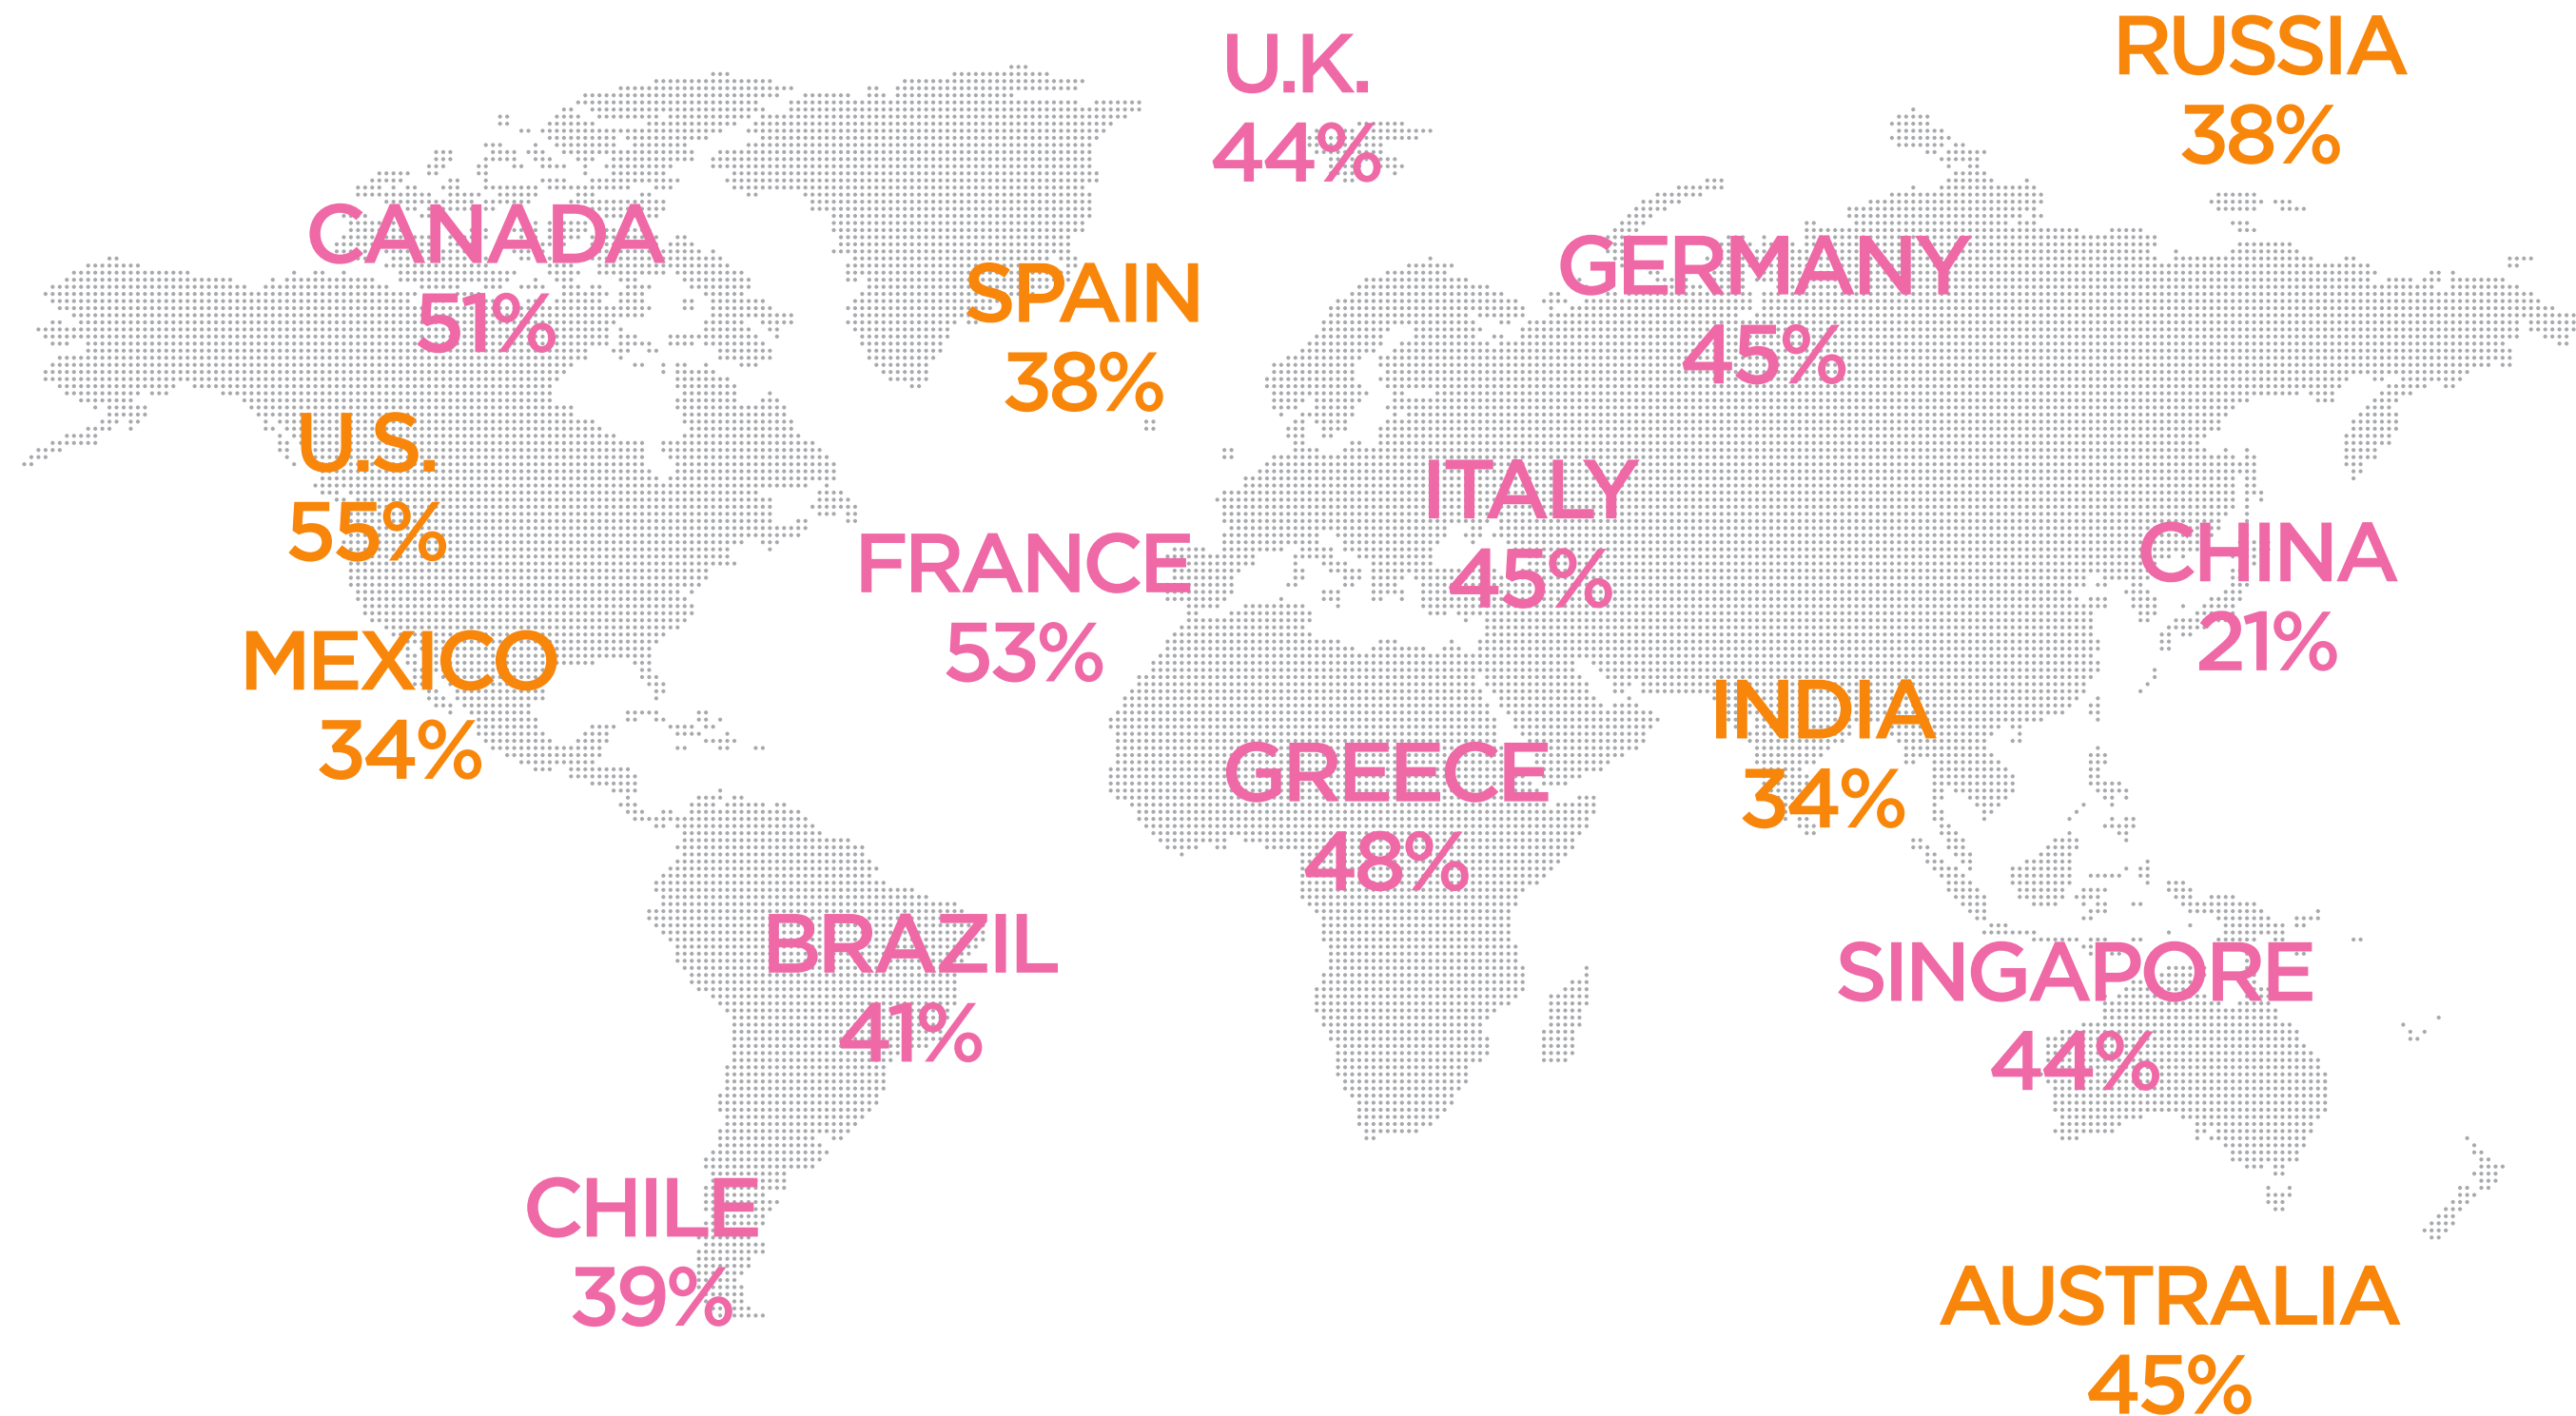 U.K.
44%
RUSSIA
38%
CANADA
51%
SPAIN
38%
GERMANY
45%
U.S.
55%
ITALY
45%
FRANCE
53%
CHINA
21%
MEXICO
34%
INDIA
34%
GREECE
48%
BRAZIL
41%
SINGAPORE
44%
CHILE
39%
AUSTRALIA
45%